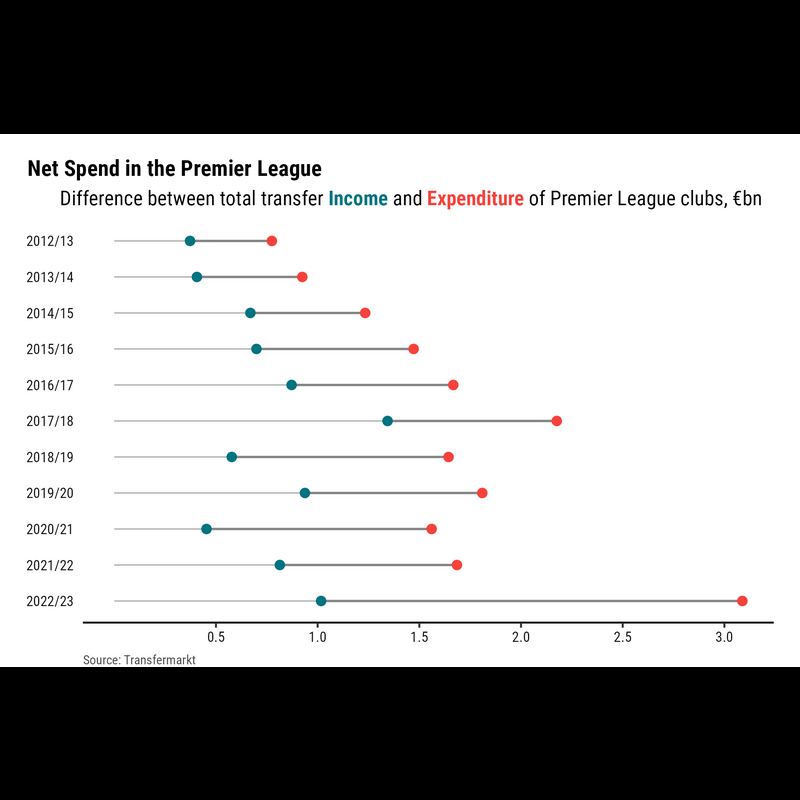 Net Spend in the Premier League
Difference between total transfer Income and Expenditure of Premier League clubs, €bn
2012/13
2013/14
2014/15
2015/16
2016/17
2017/18
2018/19
2019/20
2020/21
2021/22
2022/23
0.5 1.0 1.5 2.0 2.5 3.0
Source: Transfermarkt